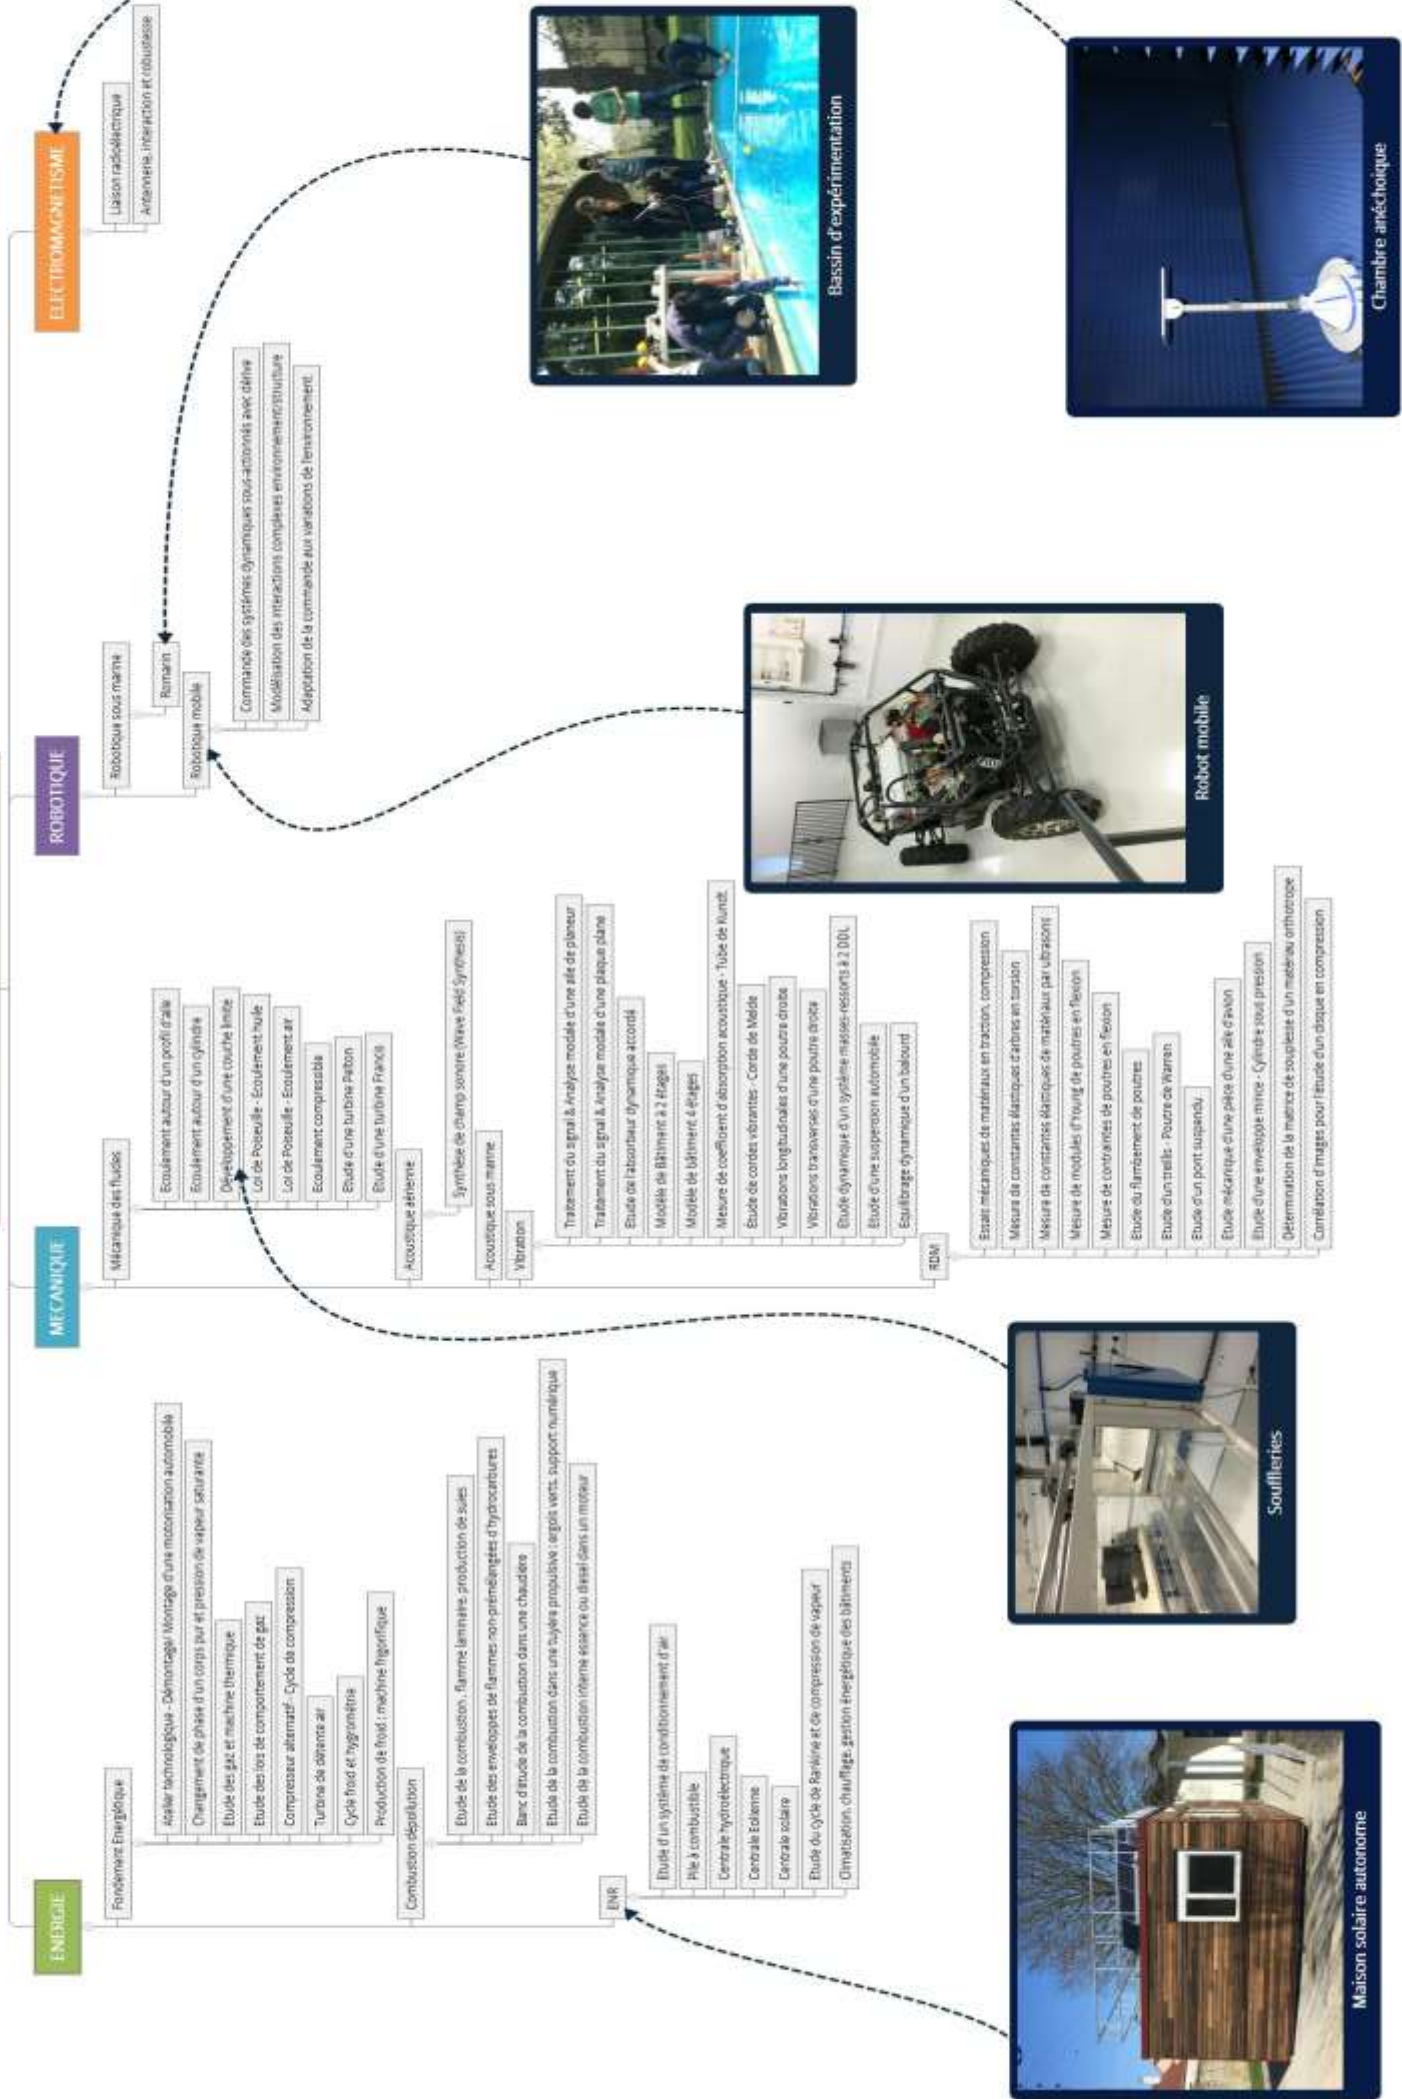 ENERGIE
Fondement Energétique
Atelier technologique - Démontage/ Montage d'une motorisation automobile
Changement de phase d'un corps pur et pression de vapeur saturante
Etude des gaz et machine thermique
Etude des lois de comportement de gaz
Compresseur alternatif - Cycle de compression
Turbine de détente air
Cycle froid et hygrométrie
Production de froid : machine frigorifique
Combustion dépollution
Etude de la combustion, flamme laminaire, production de suies
Etude des enveloppes de flammes non-prémélangées d'hydrocarbures
Banc d'étude de la combustion dans une chaudière
Etude de la combustion dans une tuyère propulsive : ergols verts, support numérique
Etude de la combustion interne essence ou diesel dans un moteur
ENR
Etude d'un système de conditionnement d'air
Pile à combustible
Centrale hydroélectrique
Centrale Eolienne
Centrale solaire
Etude du cycle de Rankine et de compression de vapeur
Climatisation, chauffage, gestion énergétique des bâtiments
Maison solaire autonome
MECANIQUE
Mécanique des fluides
Ecoulement autour d'un profil d'aile
Ecoulement autour d'un cylindre
Développement d'une couche limite
Loi de Poiseuille - Ecoulement huile
Loi de Poiseuille - Ecoulement air
Ecoulement compressible
Etude d'une turbine Pelton
Etude d'une turbine Francis
Acoustique aérienne
Synthèse de champ sonore (Wave Field Synthesis)
Acoustique sous marine
Vibration
Traitement du signal & Analyse modale d'une aile de planeur
Traitement du signal & Analyse modale d'une plaque plane
Etude de l'absorbeur dynamique accordé
Modèle de Bâtiment à 2 étages
Modèle de bâtiment 4 étages
Mesure de coefficient d'absorption acoustique - Tube de Kundt
Etude de cordes vibrantes - Corde de Melde
Vibrations longitudinales d'une poutre droite
Vibrations transverses d'une poutre droite
Etude dynamique d'un système masses-ressorts à 2 DDL
Etude d'une suspension automobile
Equilibrage dynamique d'un balourd
RDM
Essais mécaniques de matériaux en traction, compression
Mesure de constantes élastiques d'arbres en torsion
Mesure de constantes élastiques de matériaux par ultrasons
Mesure de modules d'Young de poutres en flexion
Mesure de contraintes de poutres en flexion
Etude du flambement de poutres
Etude d'un treillis - Poutre de Warren
Etude d'un pont suspendu
Etude mécanique d'une pièce d'une aile d'avion
Etude d'une enveloppe mince - Cylindre sous pression
Détermination de la matrice de souplesse d'un matériau orthotrope
Corrélation d'images pour l'étude d'un disque en compression
Souffleries
ROBOTIQUE
Robotique sous marine
Romarin
Robotique mobile
Commande des systèmes dynamiques sous-actionnés avec dérive
Modélisation des interactions complexes environnement/structure
Adaptation de la commande aux variations de l'environnement
Robot mobile
ELECTROMAGNETISME
Liaison radioélectrique
Antennerie, interaction et robustesse
Bassin d'expérimentation
Chambre anéchoique